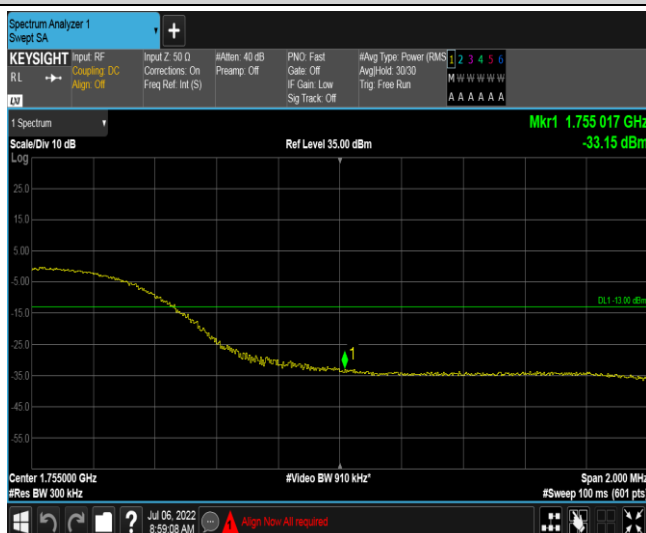 Spectrum Analyzer 1
Swept SA
+
KEYSIGHT
RL
LXI
Input: RF
Coupling: DC
Align: Off
Input Z: 50 Ω
Corrections: On
Freq Ref: Int (S)
#Atten: 40 dB
Preamp: Off
PNO: Fast
Gate: Off
IF Gain: Low
Sig Track: Off
#Avg Type: Power (RMS
Avg|Hold: 30/30
Trig: Free Run
1 2 3 4 5 6
M W W W W W
A A A A A A
1 Spectrum
Scale/Div 10 dB
Ref Level 35.00 dBm
Mkr1 1.755 017 GHz
-33.15 dBm
Log
25.0
15.0
5.00
-5.00
DL1 -13.00 dBm
-15.0
-25.0
1
-35.0
-45.0
-55.0
Center 1.755000 GHz
#Video BW 910 kHz*
Span 2.000 MHz
#Res BW 300 kHz
#Sweep 100 ms (601 pts)
?
Jul 06, 2022
8:59:08 AM
Align Now All required